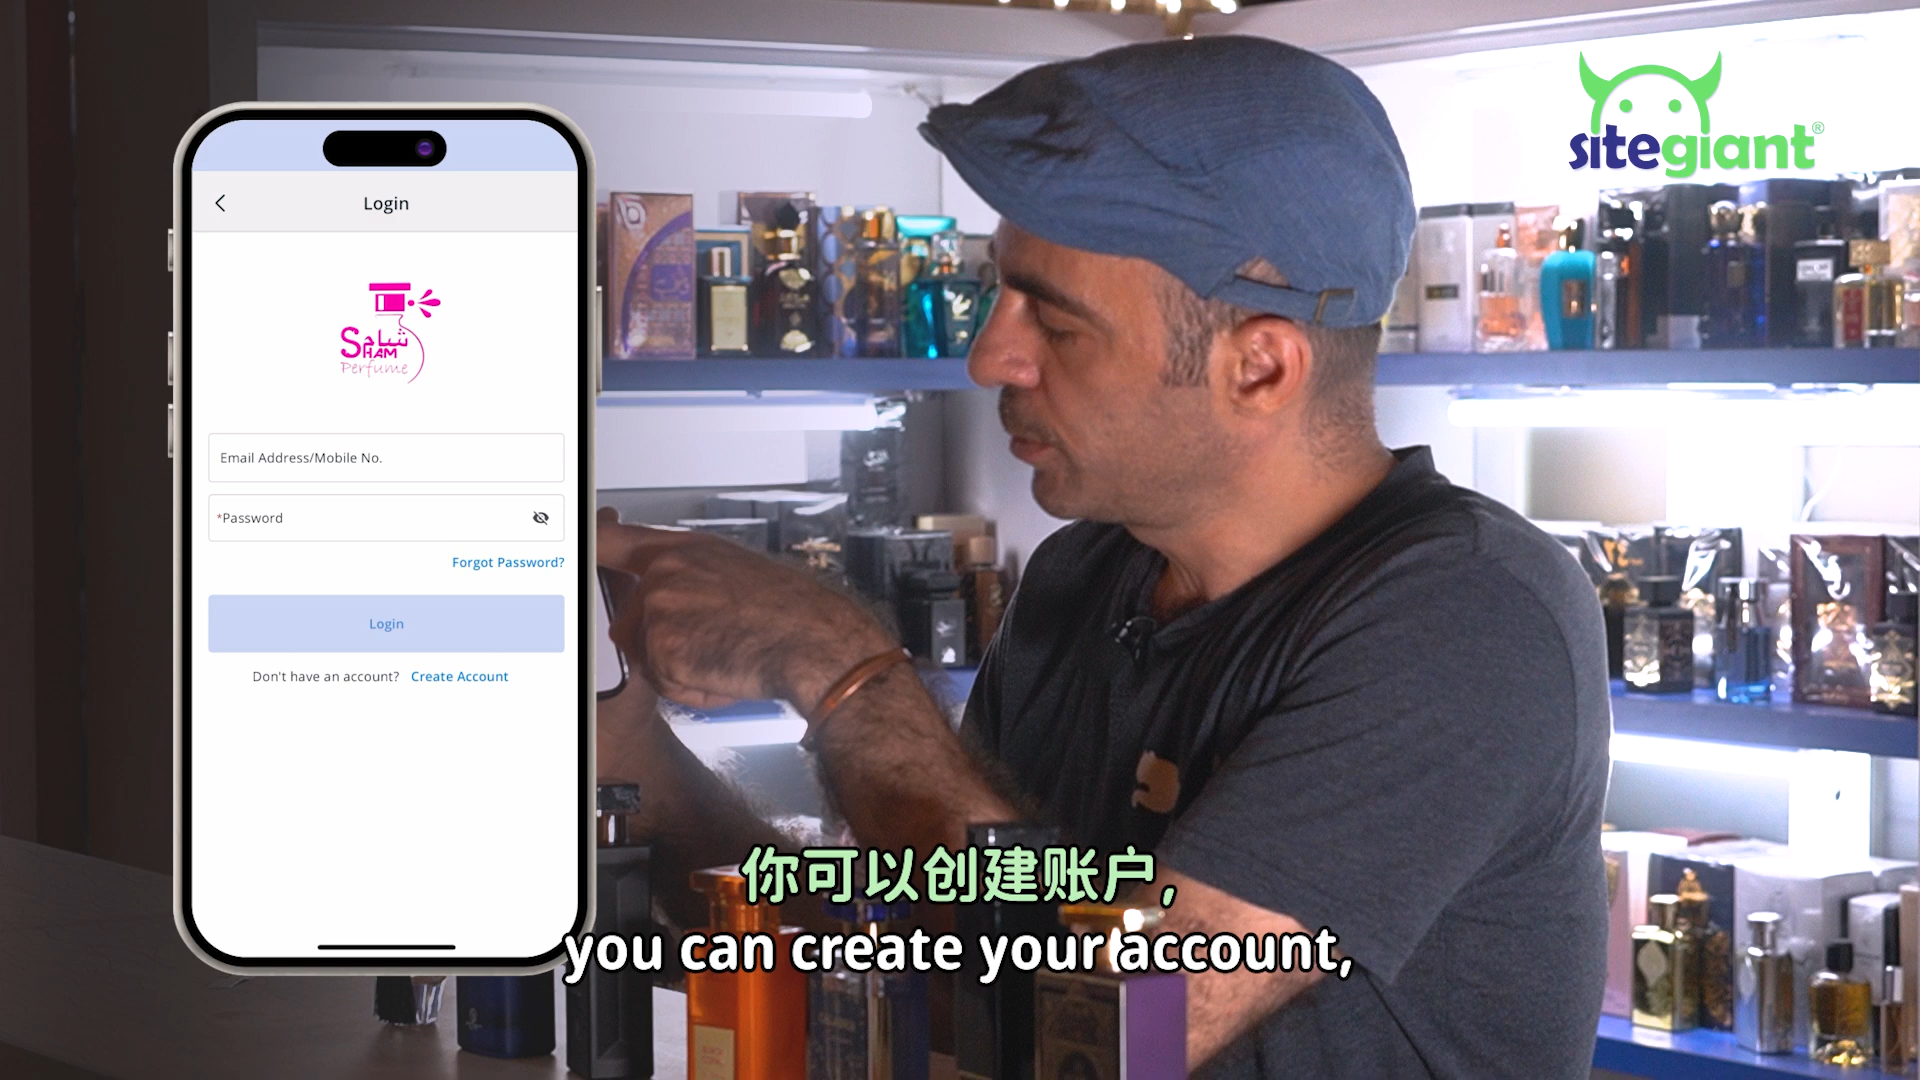 sitegiant®
Login
شام
SHAM
Perfume
Email Address/Mobile No.
*Password
Forgot Password?
Login
Don't have an account? Create Account
你可以创建账户,
you can create your account,